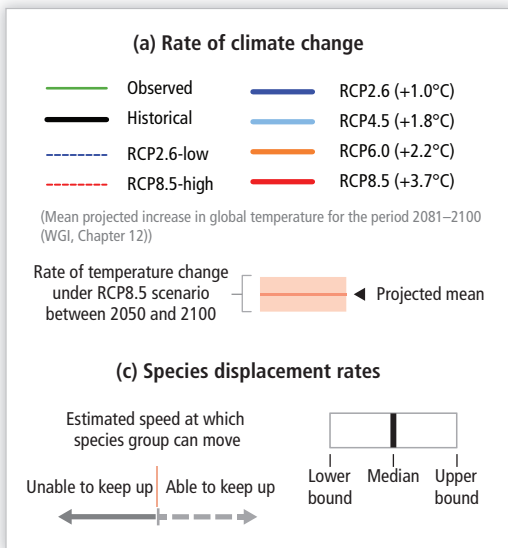 (a) Rate of climate change
Observed
Historical
RCP2.6-low
RCP8.5-high
RCP2.6 (+1.0°C)
RCP4.5 (+1.8°C)
RCP6.0 (+2.2°C)
RCP8.5 (+3.7°C)
(Mean projected increase in global temperature for the period 2081–2100
(WGI, Chapter 12))
Rate of temperature change
under RCP8.5 scenario
between 2050 and 2100
Projected mean
(c) Species displacement rates
Estimated speed at which
species group can move
Unable to keep up
Able to keep up
Lower
bound
Median
Upper
bound